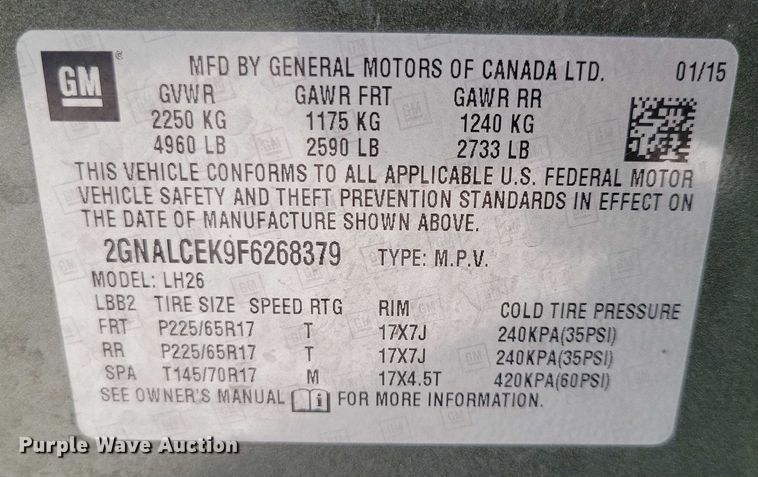 GM ®
MFD BY GENERAL MOTORS OF CANADA LTD. 01/15
GVWR GAWR FRT GAWR RR
2250 KG 1175 KG 1240 KG
4960 LB 2590 LB 2733 LB
THIS VEHICLE CONFORMS TO ALL APPLICABLE U.S. FEDERAL MOTOR
VEHICLE SAFETY AND THEFT PREVENTION STANDARDS IN EFFECT ON
THE DATE OF MANUFACTURE SHOWN ABOVE.
2GNALCEK9F6268379 TYPE: M.P.V.
MODEL: LH26
LBB2 TIRE SIZE SPEED RTG RIM COLD TIRE PRESSURE
FRT P225/65R17 T 17X7J 240KPA(35PSI)
RR P225/65R17 T 17X7J 240KPA(35PSI)
SPA T145/70R17 M 17X4.5T 420KPA(60PSI)
SEE OWNER'S MANUAL i FOR MORE INFORMATION.
Purple Wave Auction